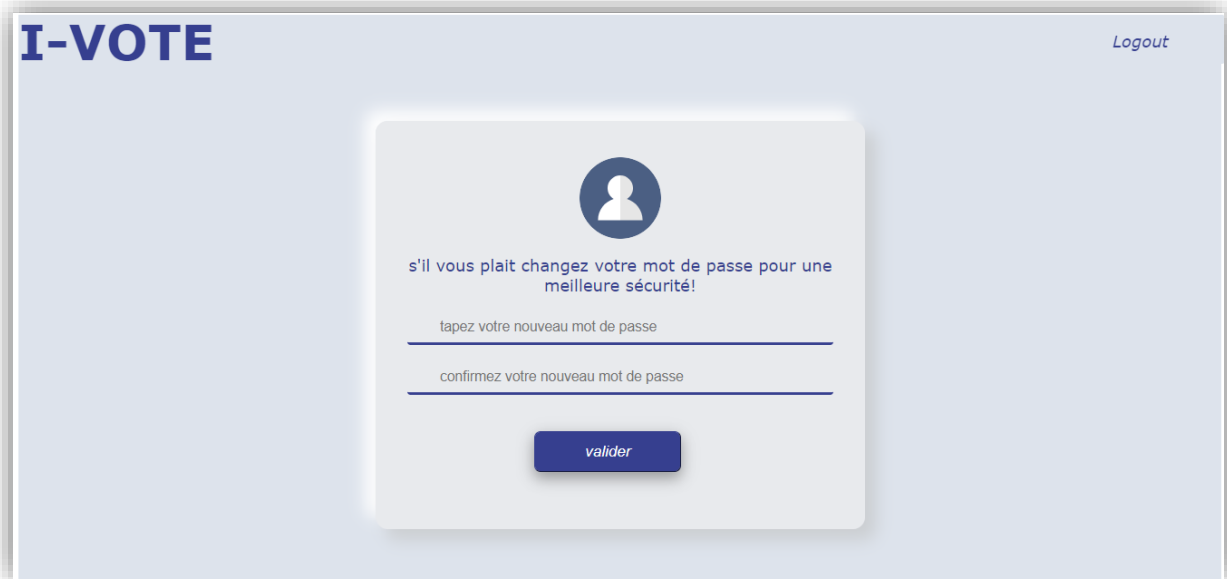 I-VOTE
Logout
s'il vous plait changez votre mot de passe pour une
meilleure sécurité!
tapez votre nouveau mot de passe
confirmez votre nouveau mot de passe
valider